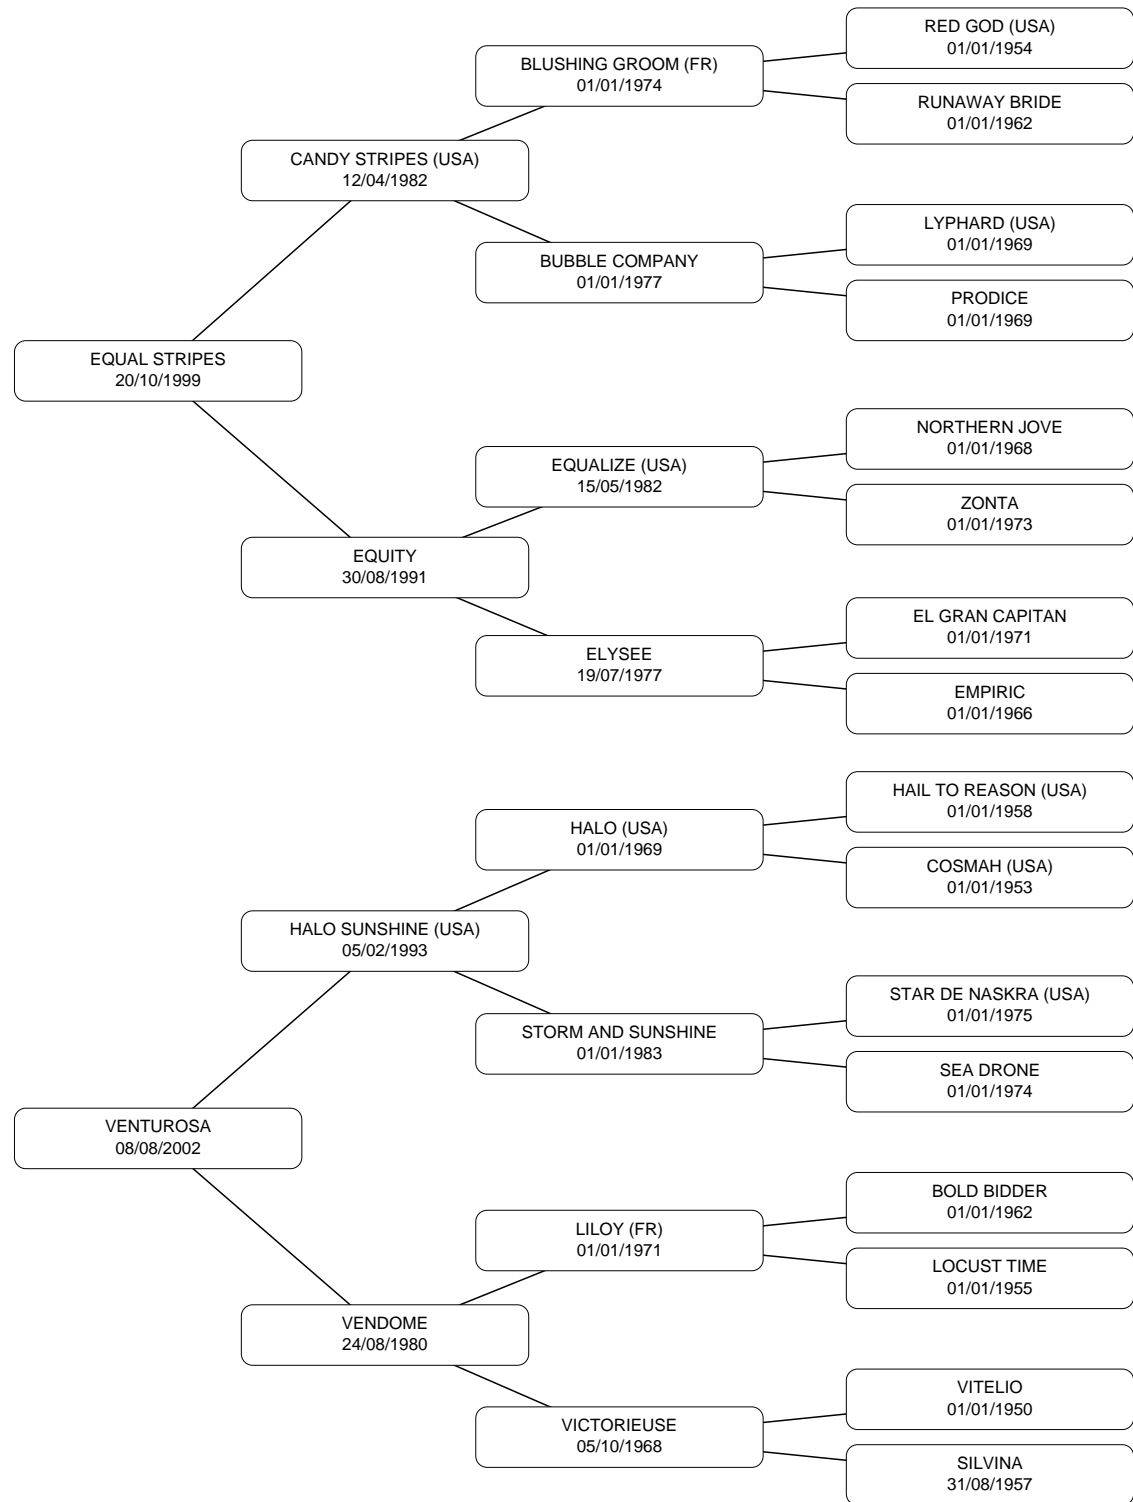 RED GOD (USA)
01/01/1954
BLUSHING GROOM (FR)
01/01/1974
RUNAWAY BRIDE
01/01/1962
CANDY STRIPES (USA)
12/04/1982
LYPHARD (USA)
01/01/1969
BUBBLE COMPANY
01/01/1977
PRODICE
01/01/1969
EQUAL STRIPES
20/10/1999
NORTHERN JOVE
01/01/1968
EQUALIZE (USA)
15/05/1982
ZONTA
01/01/1973
EQUITY
30/08/1991
EL GRAN CAPITAN
01/01/1971
ELYSEE
19/07/1977
EMPIRIC
01/01/1966
HAIL TO REASON (USA)
01/01/1958
HALO (USA)
01/01/1969
COSMAH (USA)
01/01/1953
HALO SUNSHINE (USA)
05/02/1993
STAR DE NASKRA (USA)
01/01/1975
STORM AND SUNSHINE
01/01/1983
SEA DRONE
01/01/1974
VENTUROSA
08/08/2002
BOLD BIDDER
01/01/1962
LILOY (FR)
01/01/1971
LOCUST TIME
01/01/1955
VENDOME
24/08/1980
VITELIO
01/01/1950
VICTORIEUSE
05/10/1968
SILVINA
31/08/1957